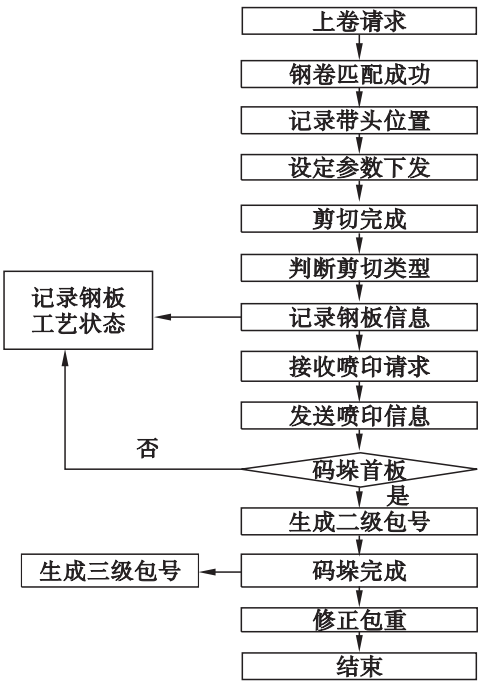 上卷请求
钢卷匹配成功
记录带头位置
设定参数下发
剪切完成
判断剪切类型
记录钢板
工艺状态
记录钢板信息
接收喷印请求
发送喷印信息
否
码垛首板
是
生成二级包号
生成三级包号
码垛完成
修正包重
结束